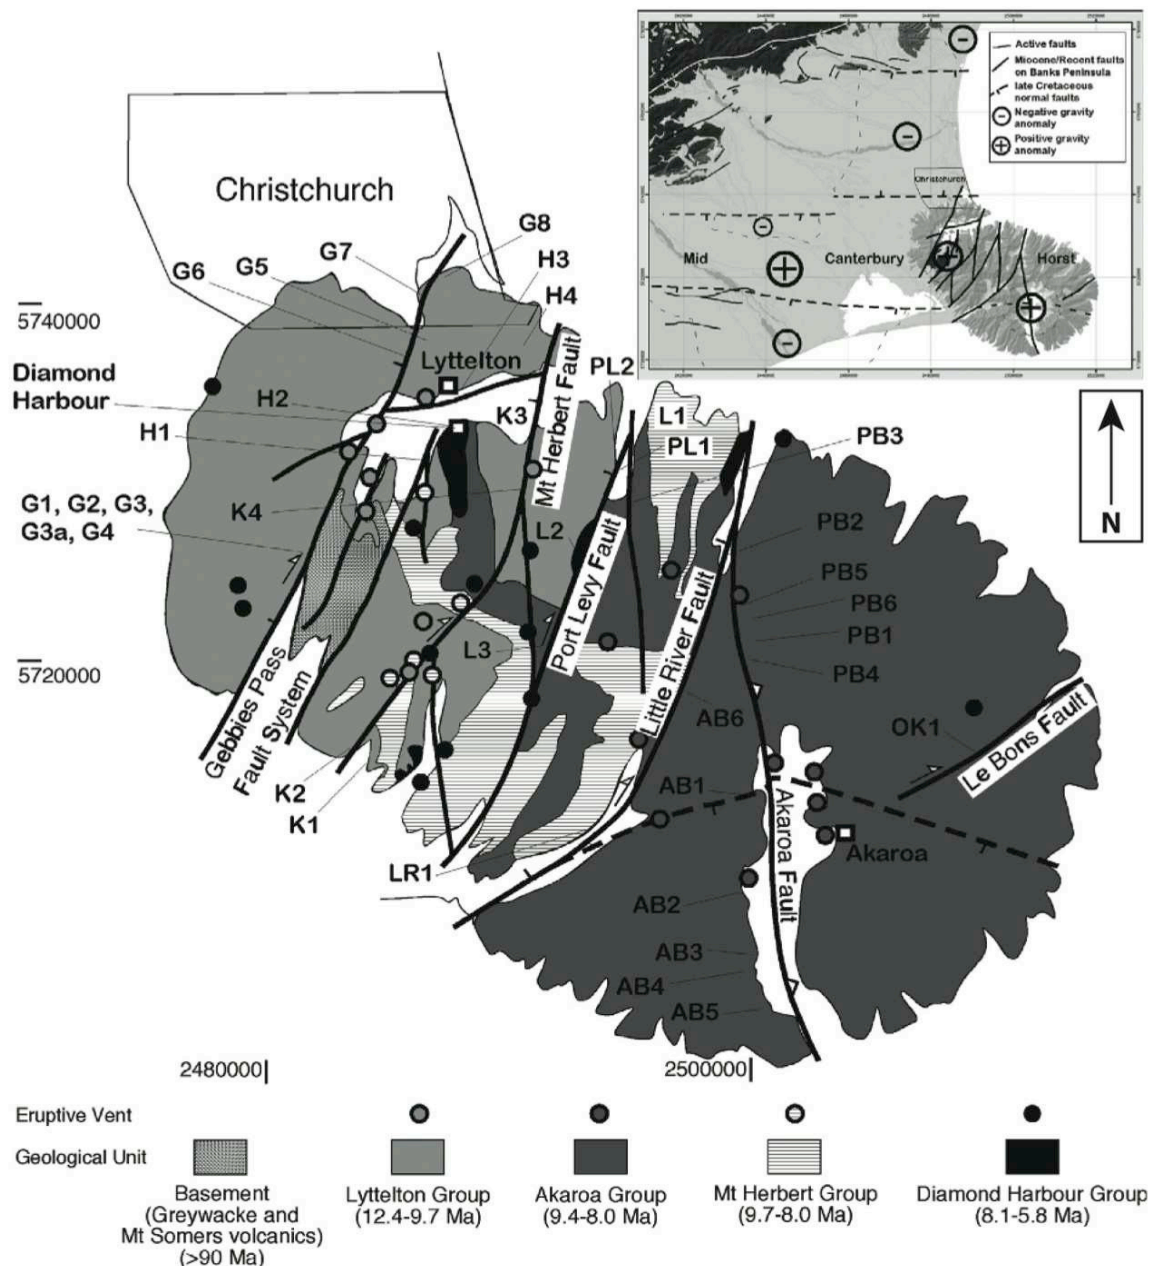 Active faults
Miocene/Recent faults
on Banks Peninsula
late Cretaceous
normal faults
Negative gravity
anomaly
Positive gravity
anomaly
Christchurch
Mid
Canterbury
Horst
Christchurch
G8
G7
H3
G5
G6
H4
5740000
Lyttelton
Diamond
Harbour
PL2
H2
K3
Mt Herbert Fault
L1
PL1
H1
PB3
G1, G2, G3,
G3a, G4
K4
L2
PB2
N
PB5
PB6
PB1
Port Levy Fault
Little River Fault
L3
PB4
5720000
Gebbies Pass
Fault System
AB6
OK1
Le Bons Fault
K2
AB1
K1
Akaroa Fault
Akaroa
LR1
AB2
AB3
AB4
AB5
2480000
2500000
Eruptive Vent
Geological Unit
Basement
(Greywacke and
Mt Somers volcanics)
(>90 Ma)
Lyttelton Group
(12.4-9.7 Ma)
Akaroa Group
(9.4-8.0 Ma)
Mt Herbert Group
(9.7-8.0 Ma)
Diamond Harbour Group
(8.1-5.8 Ma)